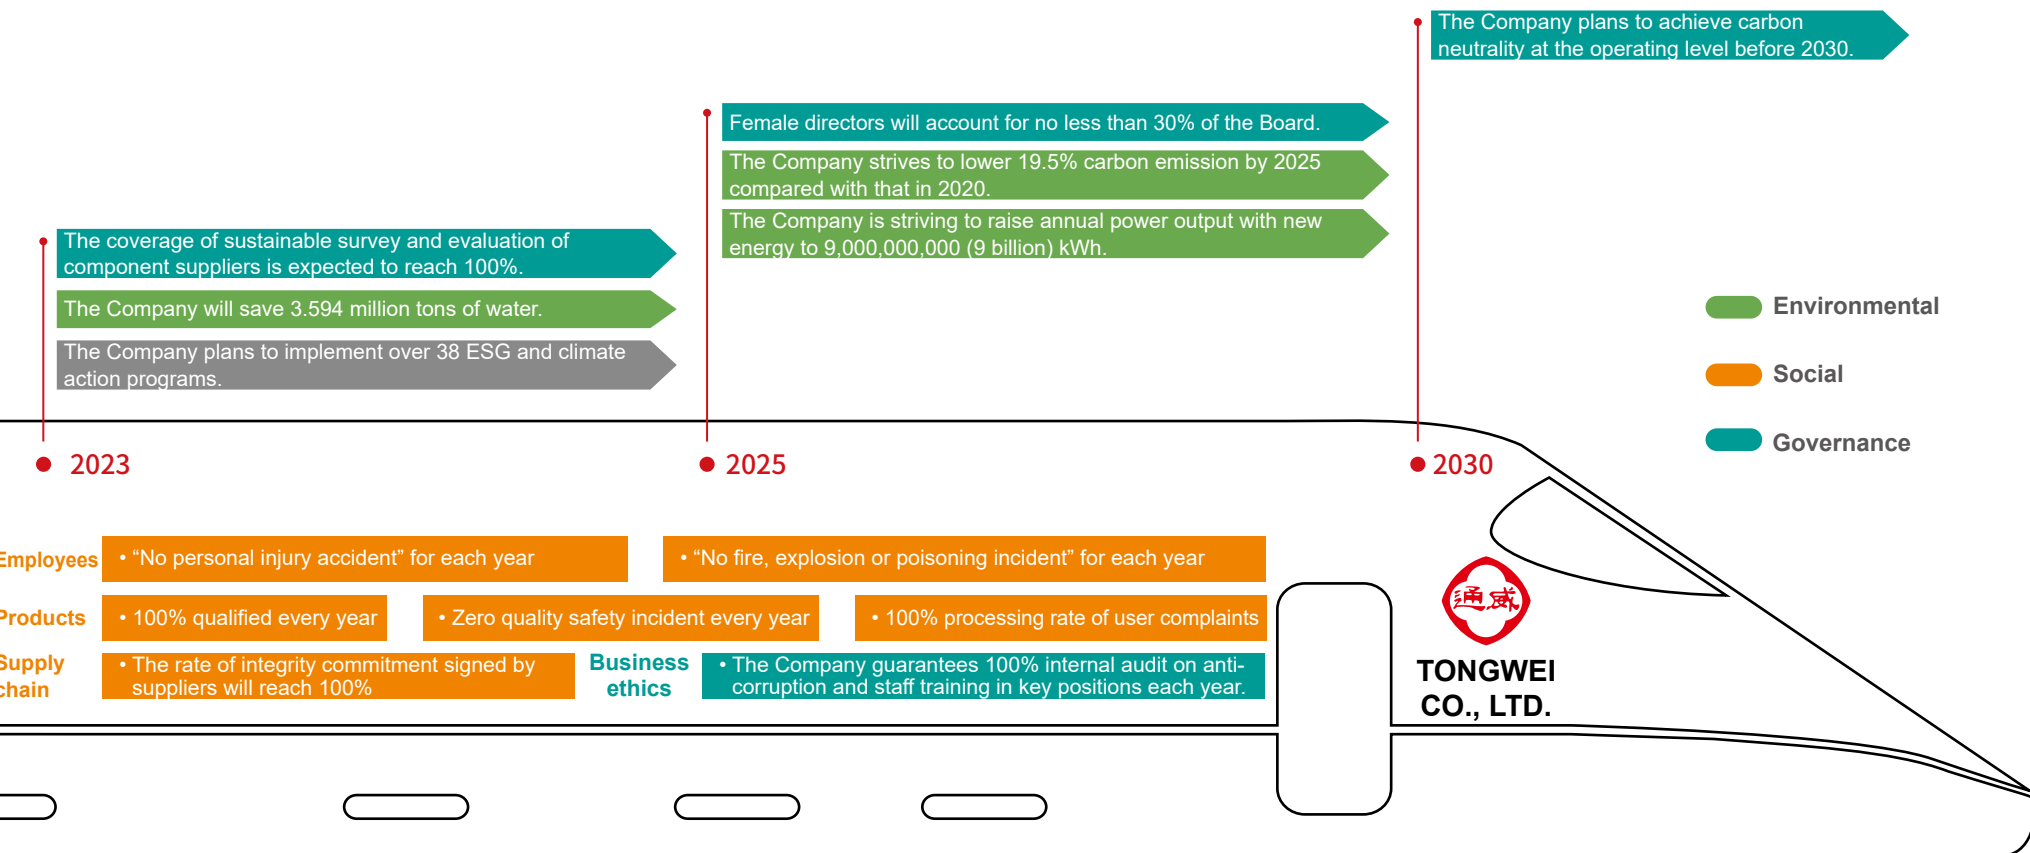 The Company plans to achieve carbon
neutrality at the operating level before 2030.
Female directors will account for no less than 30% of the Board.
The Company strives to lower 19.5% carbon emission by 2025
compared with that in 2020.
The Company is striving to raise annual power output with new
energy to 9,000,000,000 (9 billion) kWh.
The coverage of sustainable survey and evaluation of
component suppliers is expected to reach 100%.
The Company will save 3.594 million tons of water.
The Company plans to implement over 38 ESG and climate
action programs.
Environmental
Social
Governance
2023
2025
2030
Employees
• “No personal injury accident” for each year
• “No fire, explosion or poisoning incident” for each year
Products
• 100% qualified every year
• Zero quality safety incident every year
• 100% processing rate of user complaints
Supply
chain
• The rate of integrity commitment signed by
suppliers will reach 100%
Business
ethics
• The Company guarantees 100% internal audit on anti-
corruption and staff training in key positions each year.
通威
TONGWEI
CO., LTD.